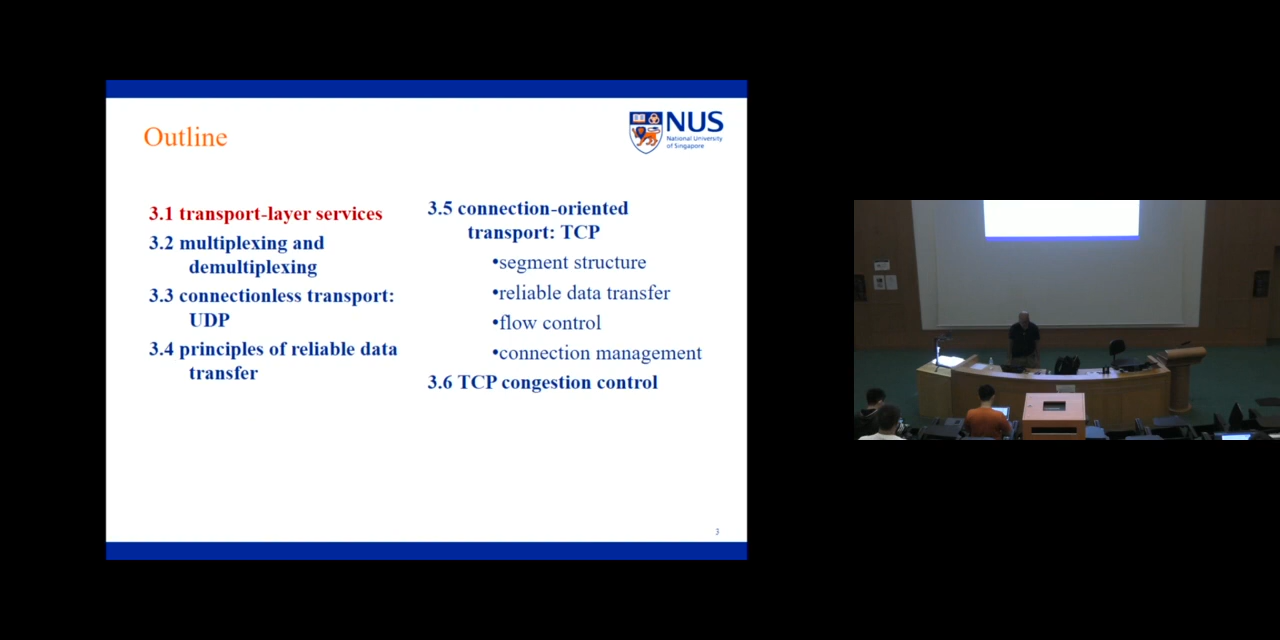 Outline
NUS
National University
of Singapore
3.1 transport-layer services
3.2 multiplexing and
demultiplexing
3.3 connectionless transport:
UDP
3.4 principles of reliable data
transfer
3.5 connection-oriented
transport: TCP
•segment structure
•reliable data transfer
•flow control
•connection management
3.6 TCP congestion control
3